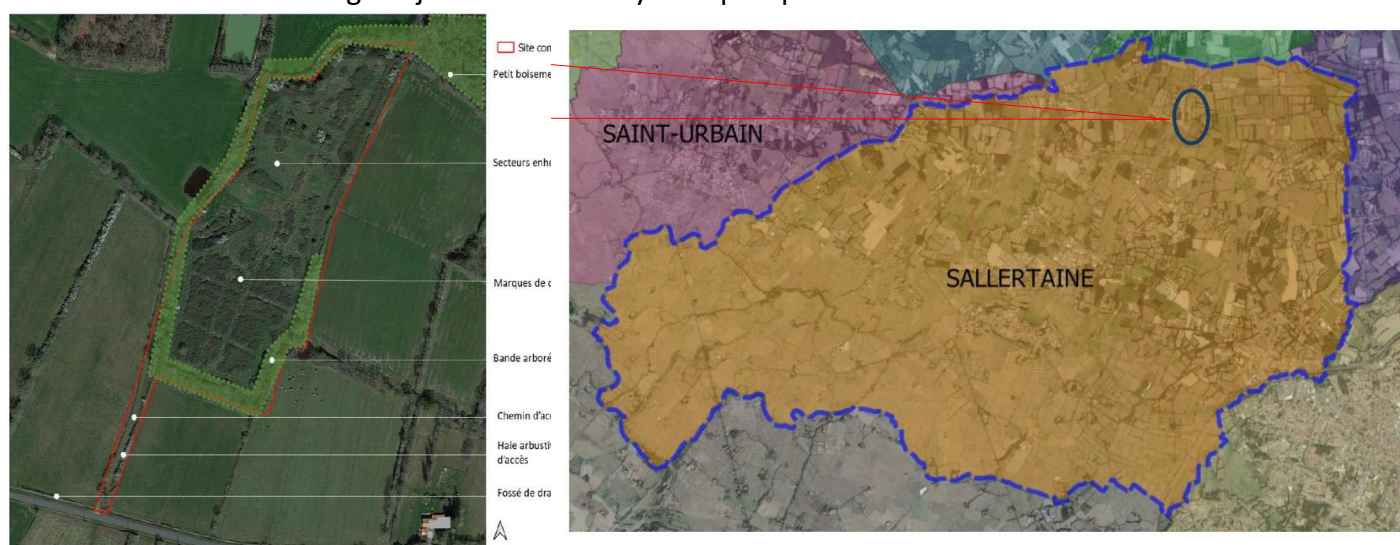 Site con
Petit boiseme
Secteurs enhe
Marques de c
Bande arboré
Chemin d'acc
Haie arbusti
d'accès
Fossé de dra
SAINT-URBAIN
SALLERTAINE